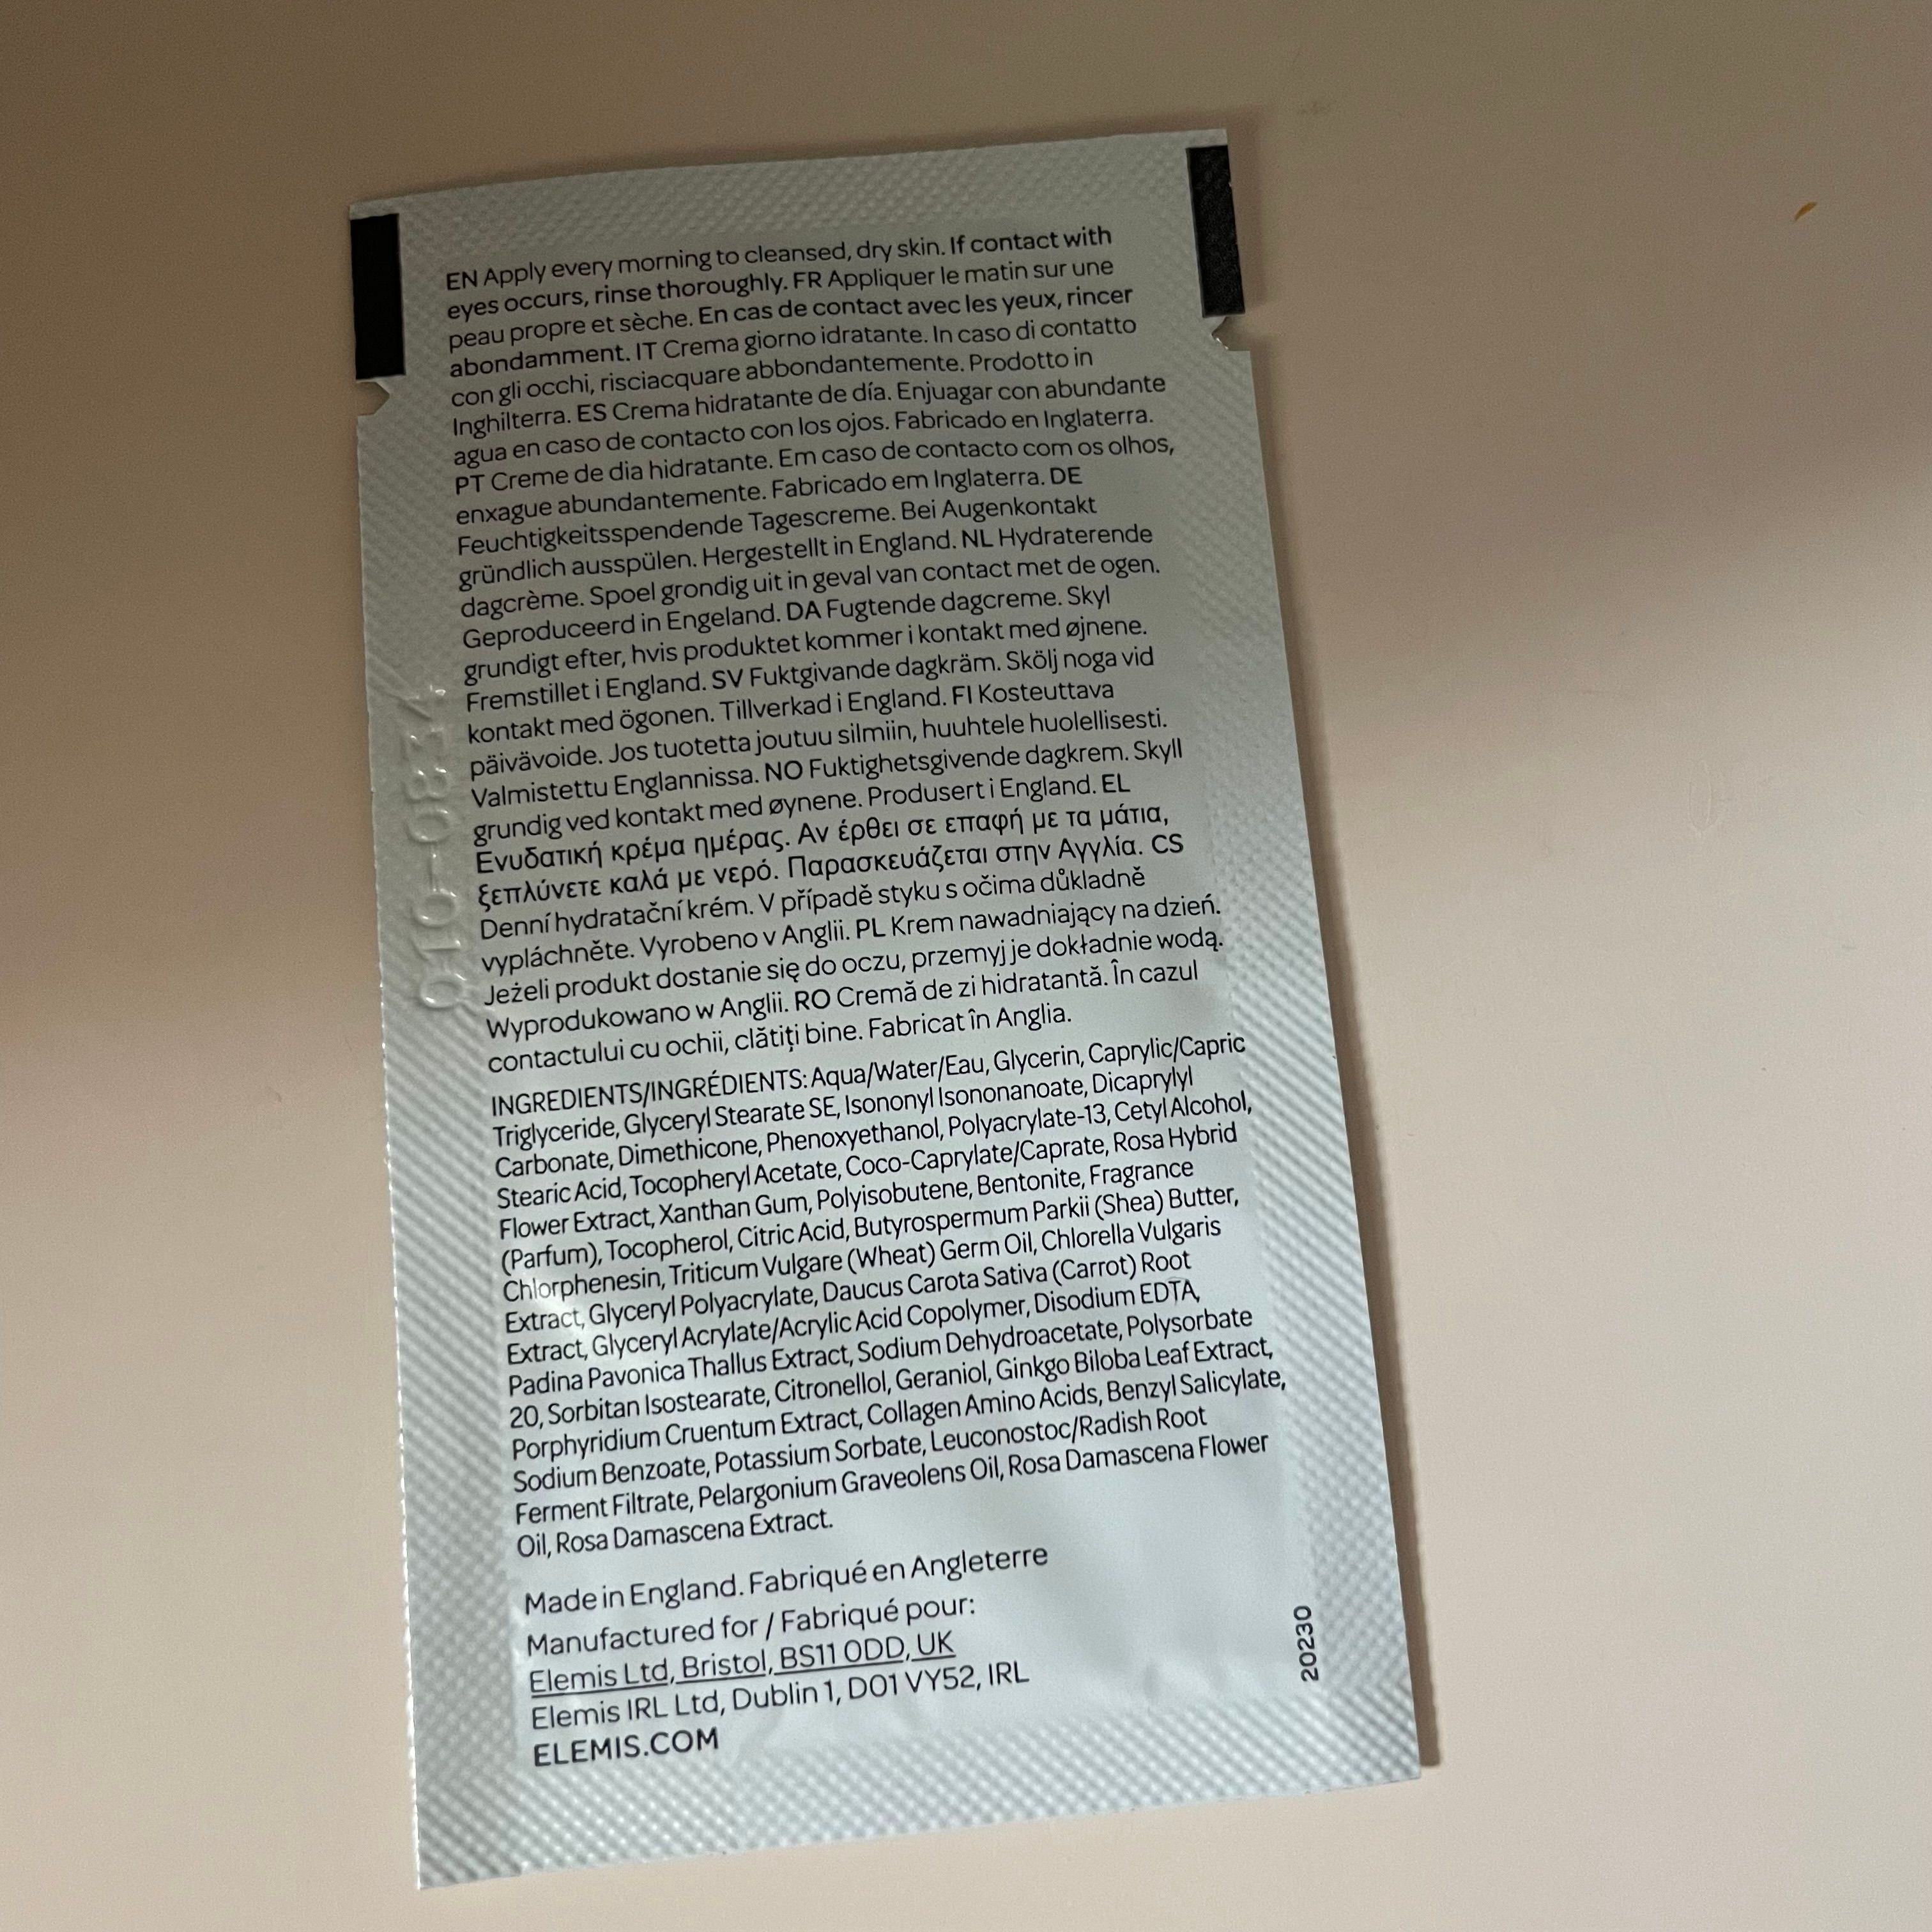 EN Apply every morning to cleansed, dry skin. If contact with
eyes occurs, rinse thoroughly. FR Appliquer le matin sur une
peau propre et sèche. En cas de contact avec les yeux, rincer
abondamment. IT Crema giorno idratante. In caso di contatto
con gli occhi, risciacquare abbondantemente. Prodotto in
Inghilterra. ES Crema hidratante de día. Enjuagar con abundante
agua en caso de contacto con los ojos. Fabricado en Inglaterra.
PT Creme de dia hidratante. Em caso de contacto com os olhos,
enxague abundantemente. Fabricado em Inglaterra. DE
Feuchtigkeitsspendende Tagescreme. Bei Augenkontakt
gründlich ausspülen. Hergestellt in England. NL Hydraterende
dagcrème. Spoel grondig uit in geval van contact met de ogen.
Geproduceerd in Engeland. DA Fugtende dagcreme. Skyl
grundigt efter, hvis produktet kommer i kontakt med øjnene.
Fremstillet i England. SV Fuktgivande dagkräm. Skölj noga vid
kontakt med ögonen. Tillverkad i England. FI Kosteuttava
päivävoide. Jos tuotetta joutuu silmiin, huuhtele huolellisesti.
Valmistettu Englannissa. NO Fuktighetsgivende dagkrem. Skyll
grundig ved kontakt med øynene. Produsert i England. EL
Ενυδατική κρέμα ημέρας. Αν έρθει σε επαφή με τα μάτια,
ξεπλύνετε καλά με νερό. Παρασκευάζεται στην Αγγλία. CS
Denní hydratační krém. V případě styku s očima důkladně
vypláchněte. Vyrobeno v Anglii. PL Krem nawadniający na dzień.
Jeżeli produkt dostanie się do oczu, przemyj je dokładnie wodą.
Wyprodukowano w Anglii. RO Cremă de zi hidratantă. În cazul
contactului cu ochii, clătiți bine. Fabricat în Anglia.
INGREDIENTS/INGRÉDIENTS: Aqua/Water/Eau, Glycerin, Caprylic/Capric
Triglyceride, Glyceryl Stearate SE, Isononyl Isononanoate, Dicaprylyl
Carbonate, Dimethicone, Phenoxyethanol, Polyacrylate-13, Cetyl Alcohol,
Stearic Acid, Tocopheryl Acetate, Coco-Caprylate/Caprate, Rosa Hybrid
Flower Extract, Xanthan Gum, Polyisobutene, Bentonite, Fragrance
(Parfum), Tocopherol, Citric Acid, Butyrospermum Parkii (Shea) Butter,
Chlorphenesin, Triticum Vulgare (Wheat) Germ Oil, Chlorella Vulgaris
Extract, Glyceryl Polyacrylate, Daucus Carota Sativa (Carrot) Root
Extract, Glyceryl Acrylate/Acrylic Acid Copolymer, Disodium EDTA,
Padina Pavonica Thallus Extract, Sodium Dehydroacetate, Polysorbate
20, Sorbitan Isostearate, Citronellol, Geraniol, Ginkgo Biloba Leaf Extract,
Porphyridium Cruentum Extract, Collagen Amino Acids, Benzyl Salicylate,
Sodium Benzoate, Potassium Sorbate, Leuconostoc/Radish Root
Ferment Filtrate, Pelargonium Graveolens Oil, Rosa Damascena Flower
Oil, Rosa Damascena Extract.
Made in England. Fabriqué en Angleterre
Manufactured for / Fabriqué pour:
Elemis Ltd, Bristol, BS11 0DD, UK
Elemis IRL Ltd, Dublin 1, D01 VY52, IRL
ELEMIS.COM
20230